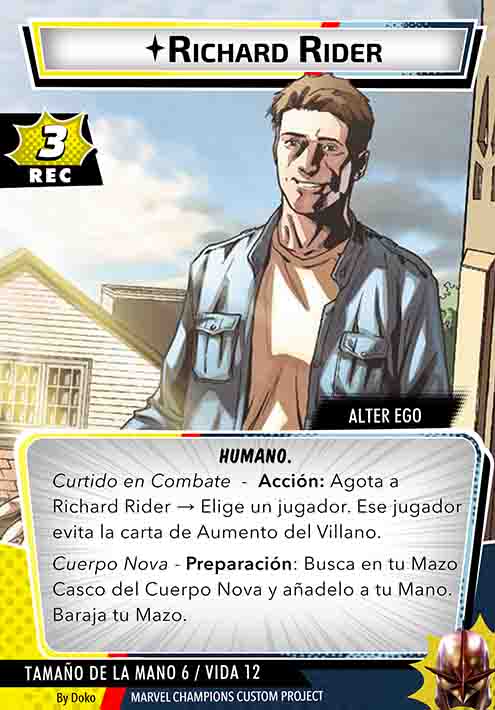 RICHARD RIDER
3
REC
ALTER EGO
HUMANO.
Curtido en Combate - Acción: Agota a
Richard Rider → Elige un jugador. Ese jugador
evita la carta de Aumento del Villano.
Cuerpo Nova - Preparación: Busca en tu Mazo
Casco del Cuerpo Nova y añadelo a tu Mano.
Baraja tu Mazo.
TAMAÑO DE LA MANO 6 / VIDA 12
By Doko MARVEL CHAMPIONS CUSTOM PROJECT